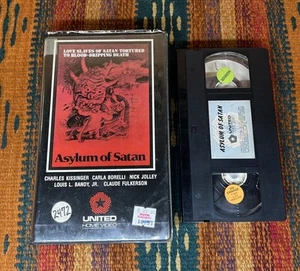 LOVE SLAVES OF SATAN TORTURED
TO BLOOD-DRIPPING DEATH
Asylum of Satan
CHARLES KISSINGER CARLA BORELLI NICK JOLLEY
LOUIS L. BANDY, JR. CLAUDE FULKERSON
2472
UNITED
HOME VIDEO
ASYLUM OF SATAN
UNITED